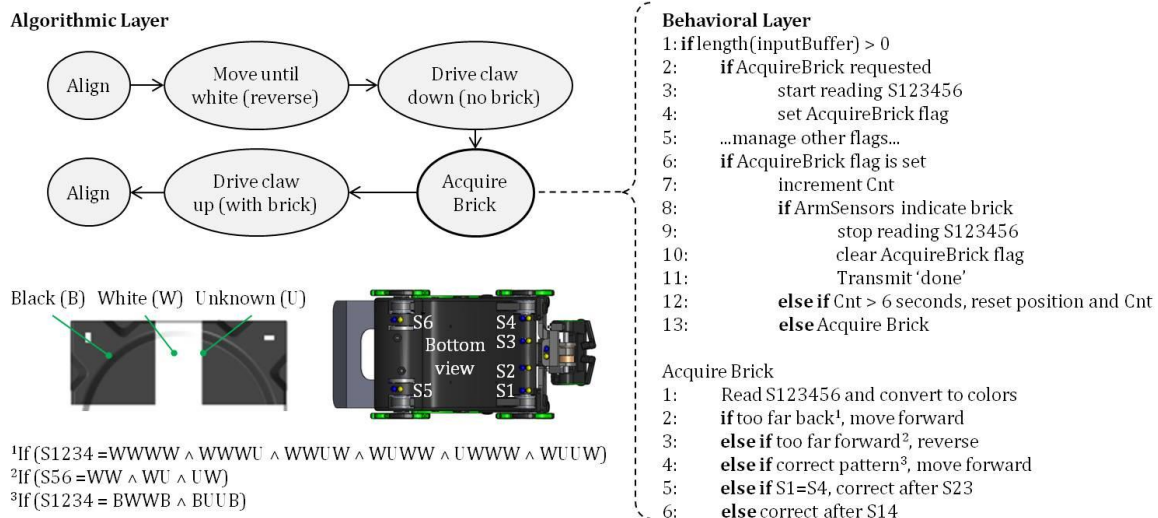 Algorithmic Layer
Align
Move until
white (reverse)
Drive claw
down (no brick)
Align
Drive claw
up (with brick)
Acquire
Brick
Black (B) White (W) Unknown (U)
S6
S5
Bottom
view
S4
S3
S2
S1
¹If (S1234 =WWWW ∧ WWWU ∧ WWUW ∧ WUWW ∧ UWWW ∧ WUUW)
²If (S56 =WW ∧ WU ∧ UW)
³If (S1234 = BWWB ∧ BUUB)
Behavioral Layer
1: if length(inputBuffer) > 0
2: if AcquireBrick requested
3: start reading S123456
4: set AcquireBrick flag
5: ...manage other flags...
6: if AcquireBrick flag is set
7: increment Cnt
8: if ArmSensors indicate brick
9: stop reading S123456
10: clear AcquireBrick flag
11: Transmit ‘done’
12: else if Cnt > 6 seconds, reset position and Cnt
13: else Acquire Brick
Acquire Brick
1: Read S123456 and convert to colors
2: if too far back¹, move forward
3: else if too far forward², reverse
4: else if correct pattern³, move forward
5: else if S1=S4, correct after S23
6: else correct after S14